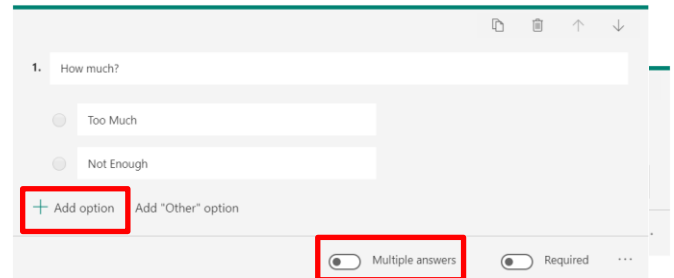 1. How much?
Too Much
Not Enough
+ Add option Add "Other" option
Multiple answers Required ...